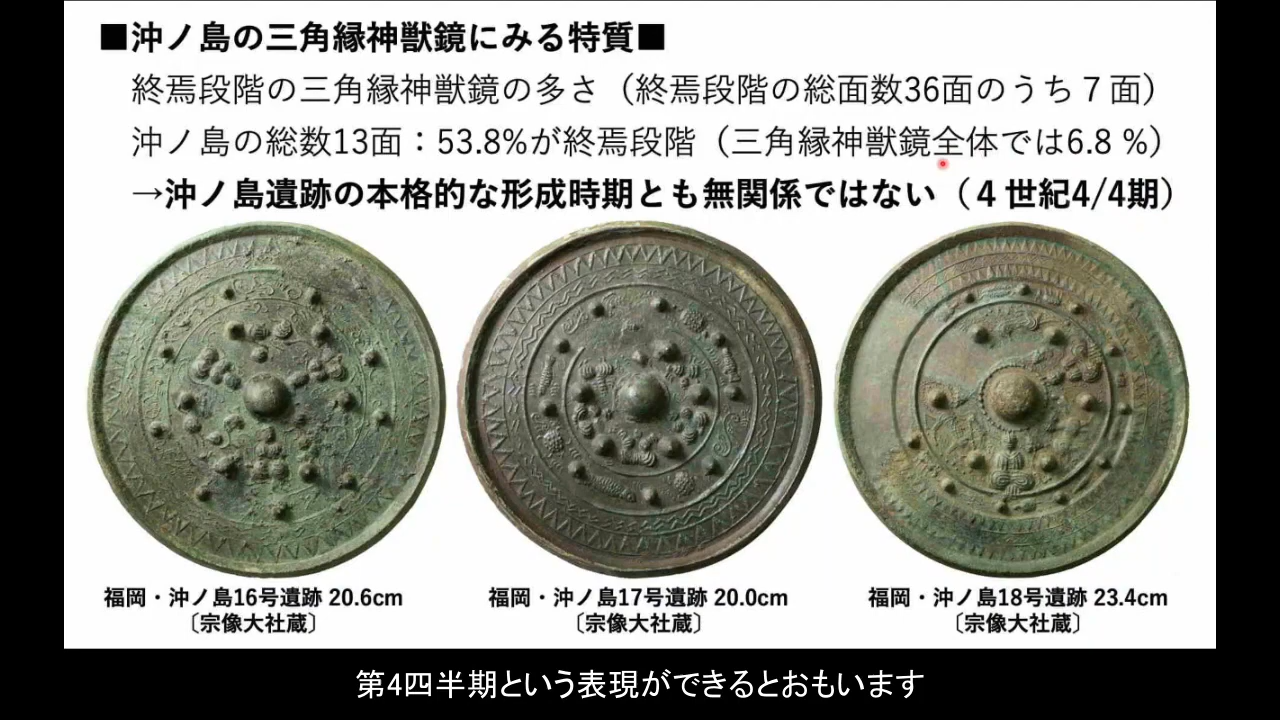 ■沖ノ島の三角縁神獣鏡にみる特質■
終焉段階の三角縁神獣鏡の多さ（終焉段階の総面数36面のうち７面）
沖ノ島の総数13面：53.8%が終焉段階（三角縁神獣鏡全体では6.8 %）
→沖ノ島遺跡の本格的な形成時期とも無関係ではない（４世紀4/4期）
福岡・沖ノ島16号遺跡 20.6cm
〔宗像大社蔵〕
福岡・沖ノ島17号遺跡 20.0cm
〔宗像大社蔵〕
福岡・沖ノ島18号遺跡 23.4cm
〔宗像大社蔵〕
第4四半期という表現ができるとおもいます